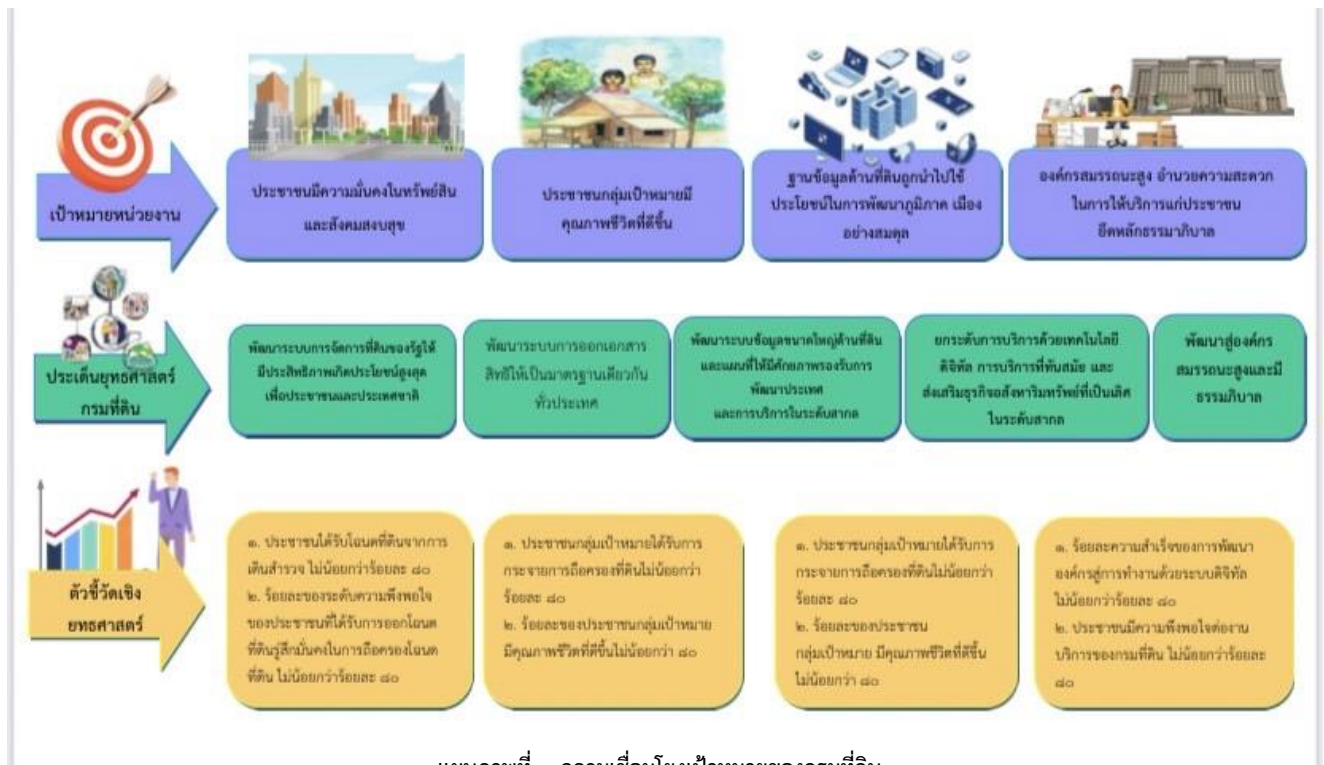 เป้าหมายหน่วยงาน
ประชาชนมีความมั่นคงในทรัพย์สิน
และสังคมสงบสุข
ประชาชนกลุ่มเป้าหมายมี
คุณภาพชีวิตที่ดีขึ้น
ฐานข้อมูลด้านที่ดินถูกนำไปใช้
ประโยชน์ในการพัฒนาภูมิภาค เมือง
อย่างสมดุล
องค์กรสมรรถนะสูง อำนวยความสะดวก
ในการให้บริการแก่ประชาชน
ยึดหลักธรรมาภิบาล
ประเด็นยุทธศาสตร์
กรมที่ดิน
พัฒนาระบบการจัดการที่ดินของรัฐให้
มีประสิทธิภาพเกิดประโยชน์สูงสุด
เพื่อประชาชนและประเทศชาติ
พัฒนาระบบการออกเอกสาร
สิทธิให้เป็นมาตรฐานเดียวกัน
ทั่วประเทศ
พัฒนาระบบข้อมูลขนาดใหญ่ด้านที่ดิน
และแผนที่ให้มีศักยภาพรองรับการ
พัฒนาประเทศ
และการบริการในระดับสากล
ยกระดับการบริการด้วยเทคโนโลยี
ดิจิทัล การบริการที่ทันสมัย และ
ส่งเสริมธุรกิจอสังหาริมทรัพย์ที่เป็นเลิศ
ในระดับสากล
พัฒนาสู่องค์กร
สมรรถนะสูงและมี
ธรรมภิบาล
ตัวชี้วัดเชิง
ยุทธศาสตร์
๑. ประชาชนได้รับโฉนดที่ดินจากการ
เดินสำรวจ ไม่น้อยกว่าร้อยละ ๘๐
๒. ร้อยละของระดับความพึงพอใจ
ของประชาชนที่ได้รับการออกโฉนด
ที่ดินรู้สึกมั่นคงในการถือครองโฉนด
ที่ดิน ไม่น้อยกว่าร้อยละ ๘๐
๑. ประชาชนกลุ่มเป้าหมายได้รับการ
กระจายการถือครองที่ดินไม่น้อยกว่า
ร้อยละ ๘๐
๒. ร้อยละของประชาชนกลุ่มเป้าหมาย
มีคุณภาพชีวิตที่ดีขึ้นไม่น้อยกว่า ๘๐
๑. ประชาชนกลุ่มเป้าหมายได้รับการ
กระจายการถือครองที่ดินไม่น้อยกว่า
ร้อยละ ๘๐
๒. ร้อยละของประชาชน
กลุ่มเป้าหมาย มีคุณภาพชีวิตที่ดีขึ้น
ไม่น้อยกว่า ๘๐
๑. ร้อยละความสำเร็จของการพัฒนา
องค์กรสู่การทำงานด้วยระบบดิจิทัล
ไม่น้อยกว่าร้อยละ ๘๐
๒. ประชาชนมีความพึงพอใจต่องาน
บริการของกรมที่ดิน ไม่น้อยกว่าร้อยละ
๘๐